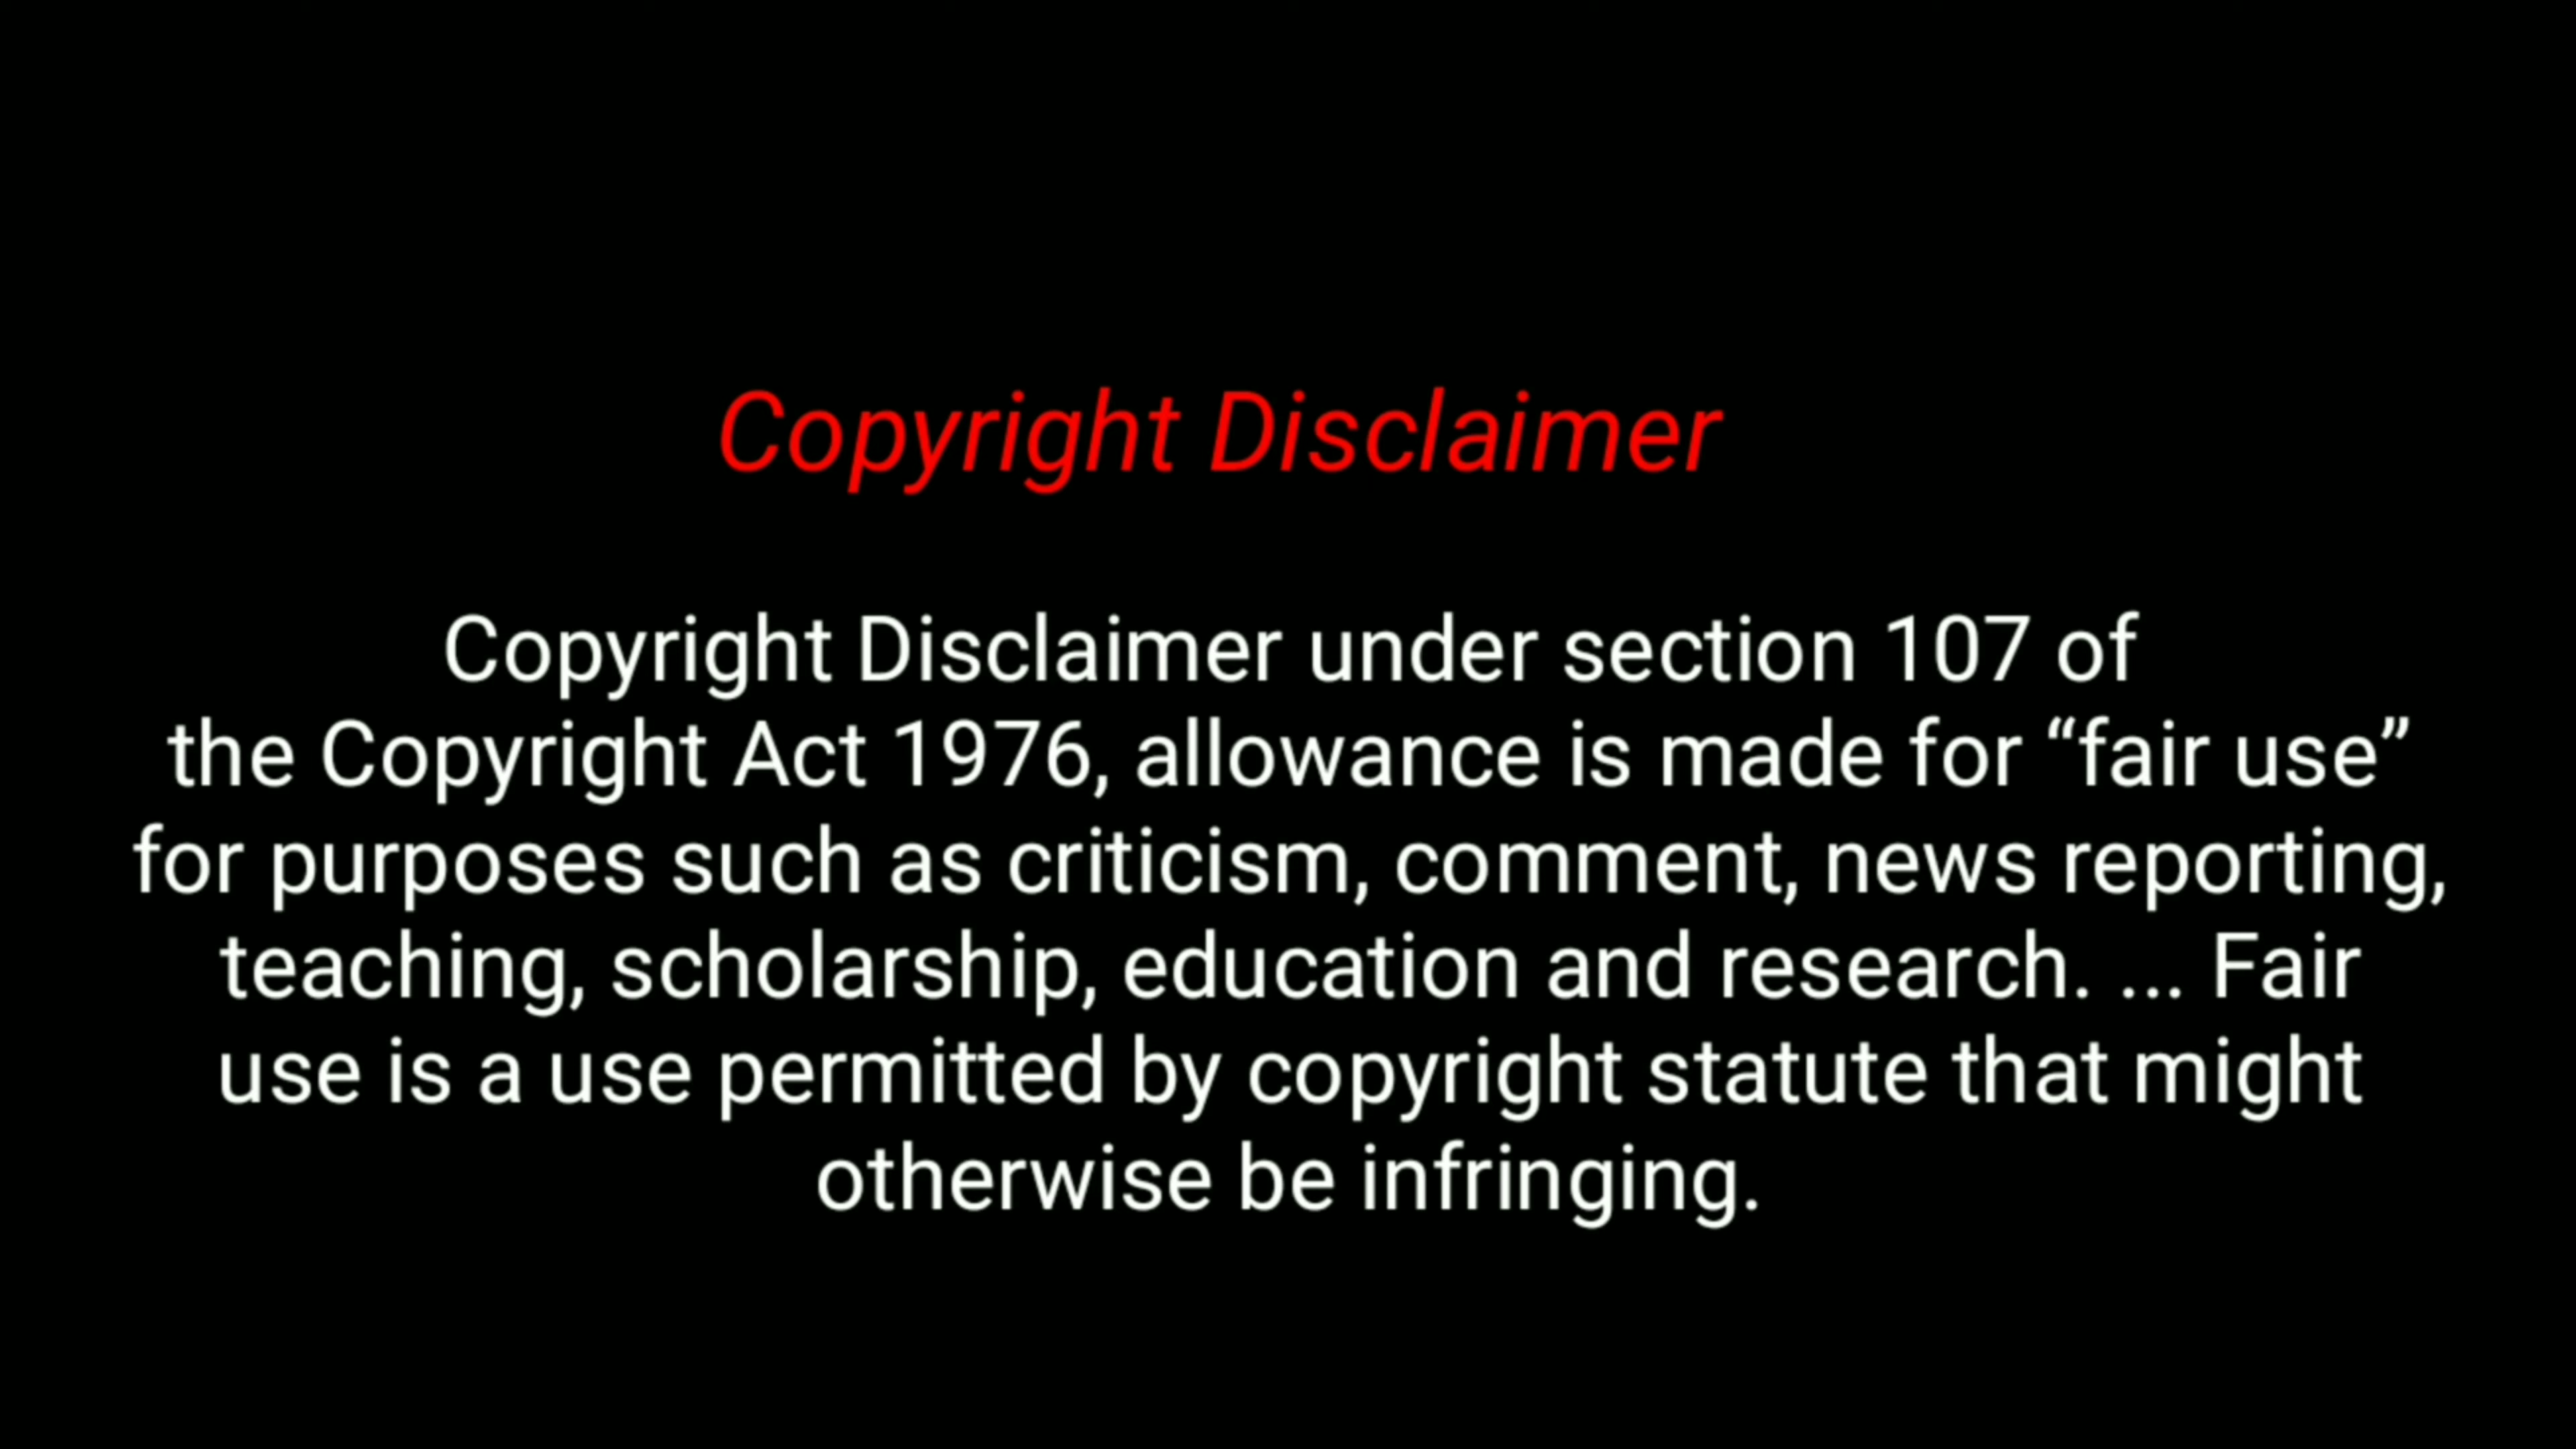 Copyright Disclaimer
Copyright Disclaimer under section 107 of
the Copyright Act 1976, allowance is made for “fair use”
for purposes such as criticism, comment, news reporting,
teaching, scholarship, education and research. ... Fair
use is a use permitted by copyright statute that might
otherwise be infringing.